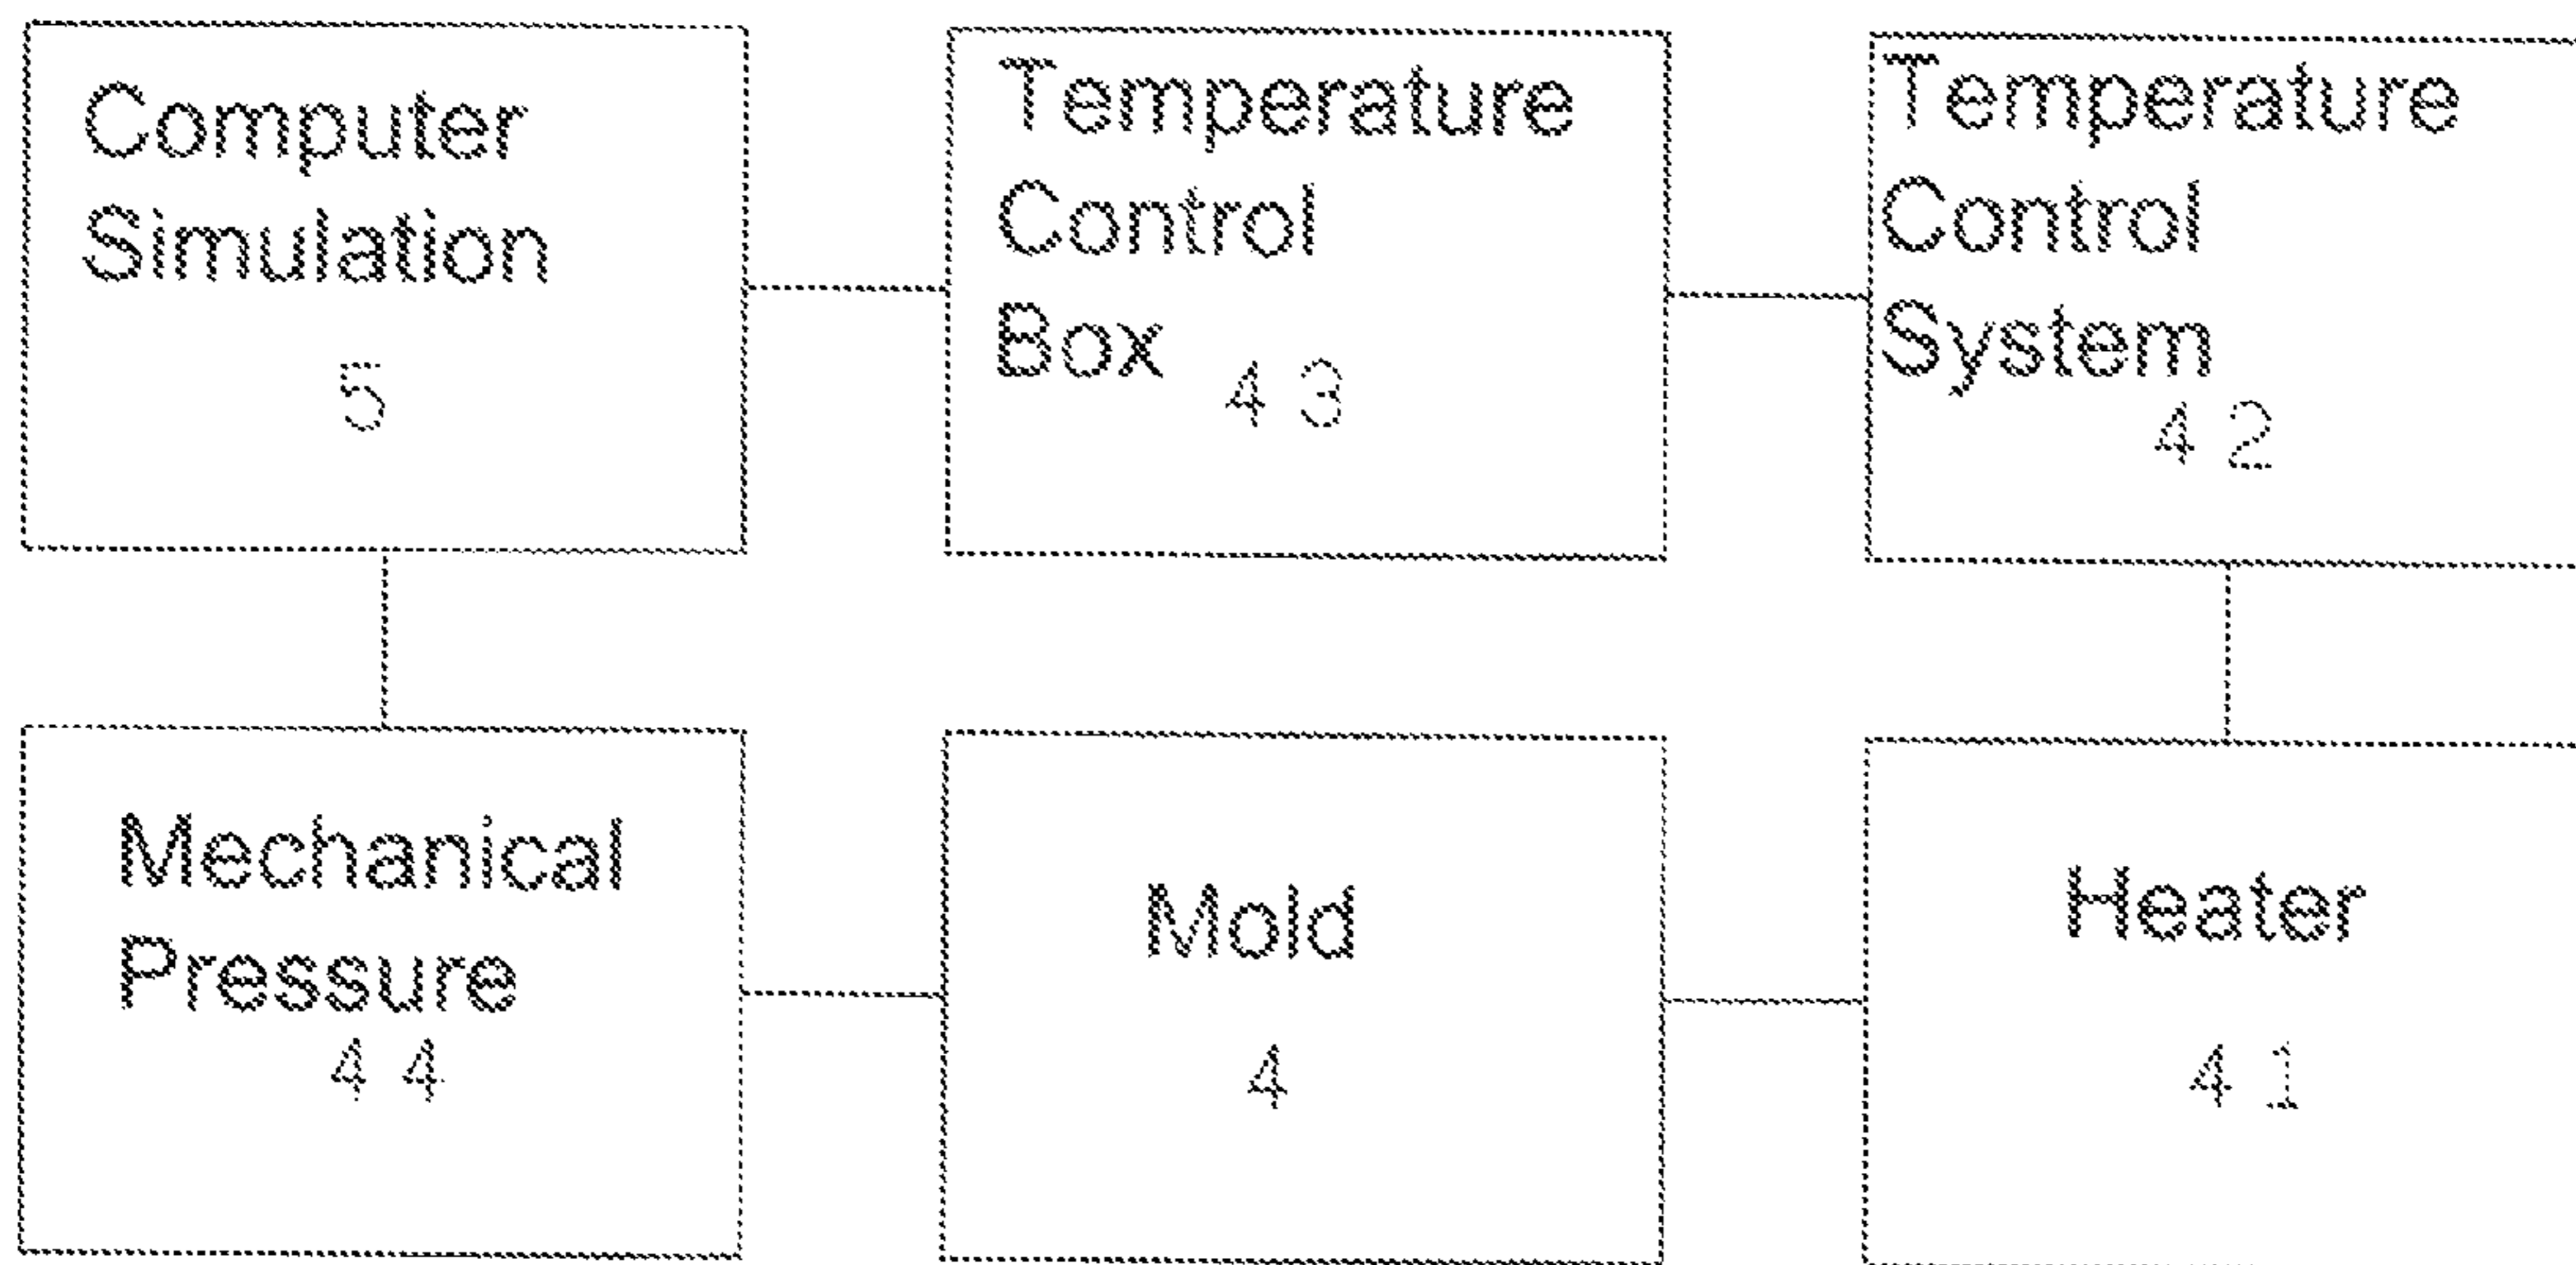 Computer
Simulation
5
Temperature
Control
Box 43
Temperature
Control
System
42
Mechanical
Pressure
44
Mold
4
Heater
41